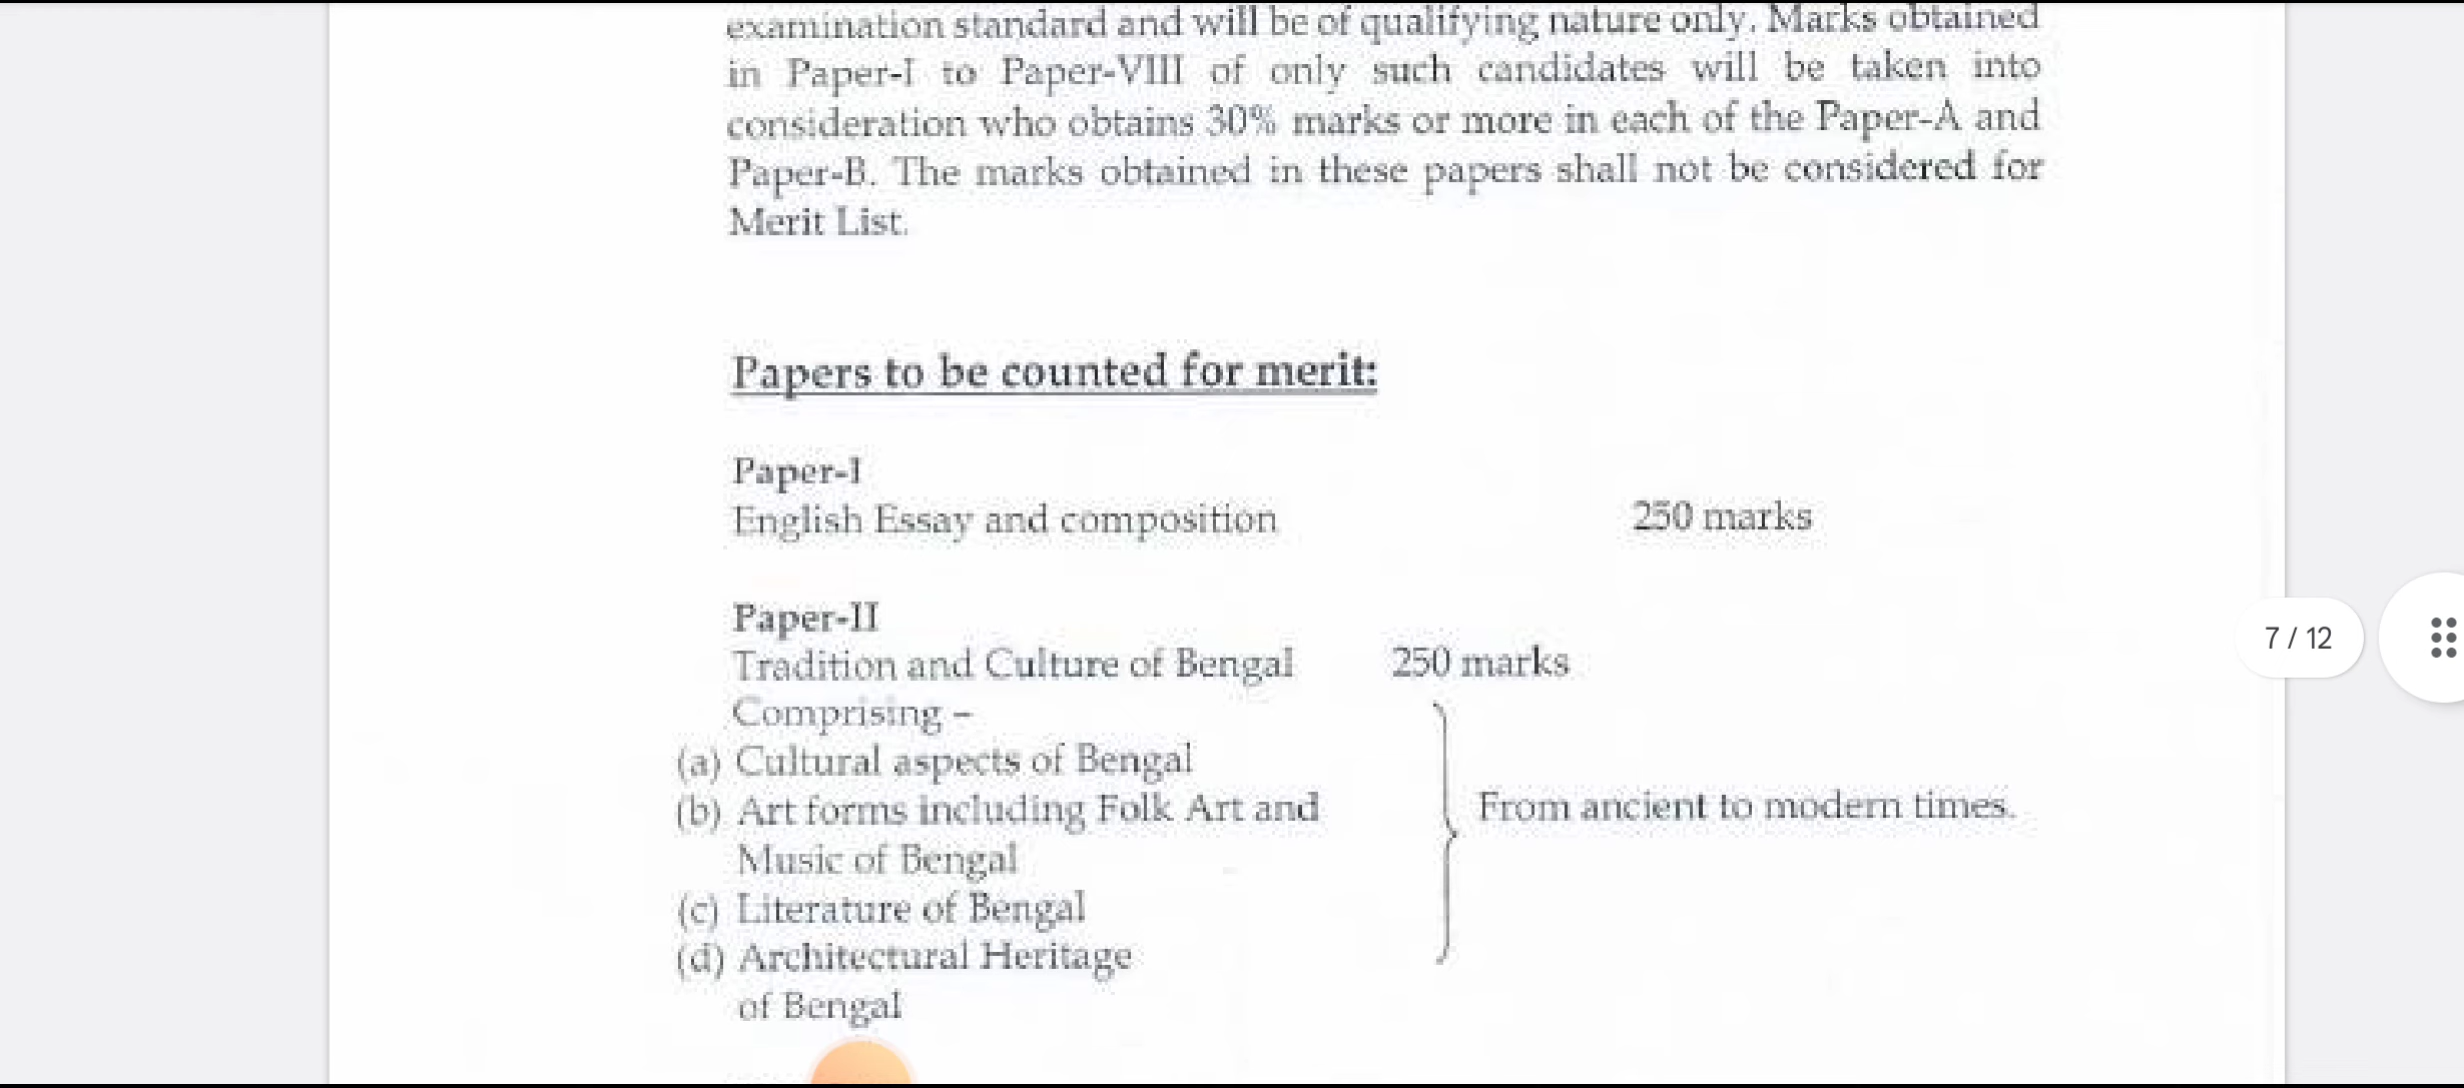 examination standard and will be of qualifying nature only. Marks obtained
in Paper-I to Paper-VIII of only such candidates will be taken into
consideration who obtains 30% marks or more in each of the Paper-A and
Paper-B. The marks obtained in these papers shall not be considered for
Merit List.
Papers to be counted for merit:
Paper-I
English Essay and composition 250 marks
Paper-II
Tradition and Culture of Bengal 250 marks
Comprising –
(a) Cultural aspects of Bengal
(b) Art forms including Folk Art and
Music of Bengal
From ancient to modern times.
(c) Literature of Bengal
(d) Architectural Heritage
of Bengal
7 / 12